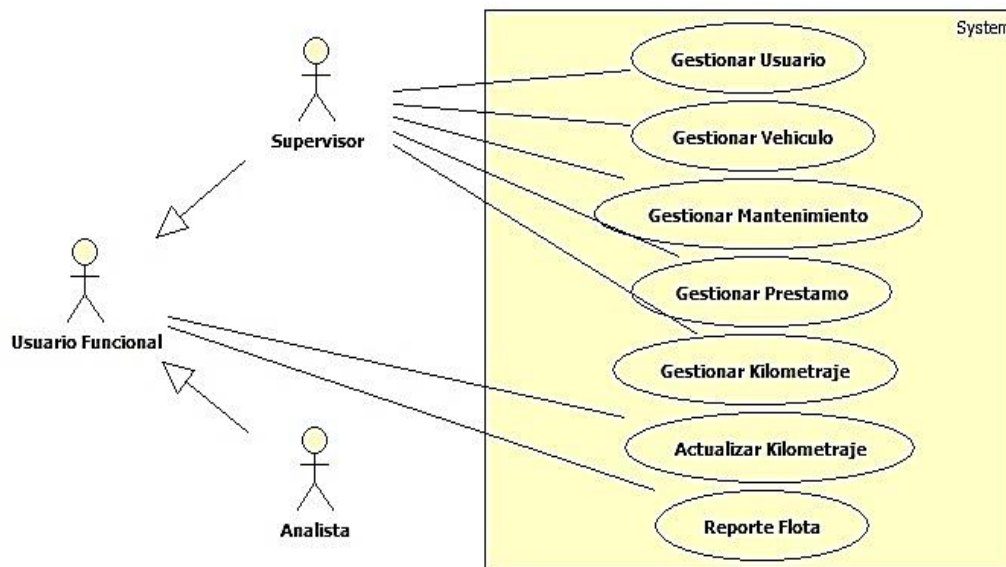 System
Gestionar Usuario
Supervisor
Gestionar Vehiculo
Gestionar Mantenimiento
Gestionar Prestamo
Usuario Funcional
Gestionar Kilometraje
Actualizar Kilometraje
Analista
Reporte Flota